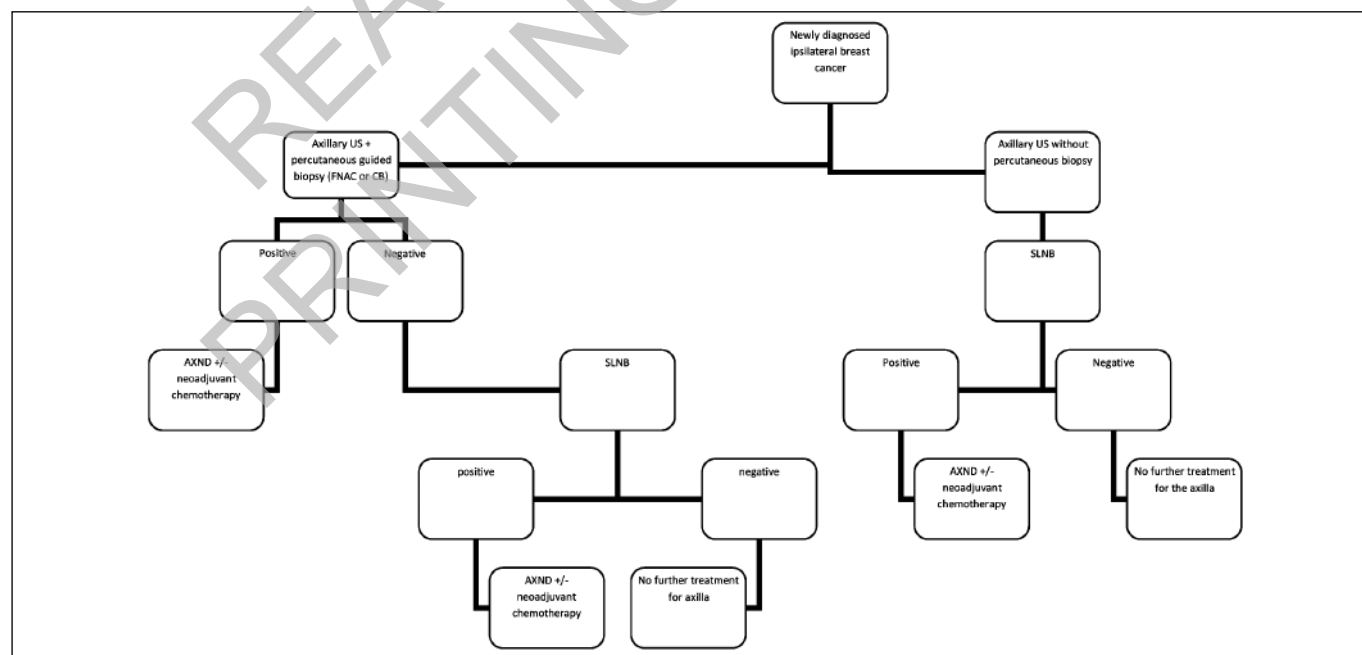 Newly diagnosed
ipsilateral breast
cancer
Axillary US +
percutaneous guided
biopsy (FNAC or CB)
Axillary US without
percutaneous biopsy
Positive
Negative
SLNB
AXND +/-
neoadjuvant
chemotherapy
SLNB
Positive
Negative
positive
negative
AXND +/-
neoadjuvant
chemotherapy
No further treatment
for the axilla
AXND +/-
neoadjuvant
chemotherapy
No further treatment
for axilla
REA
PRINTING